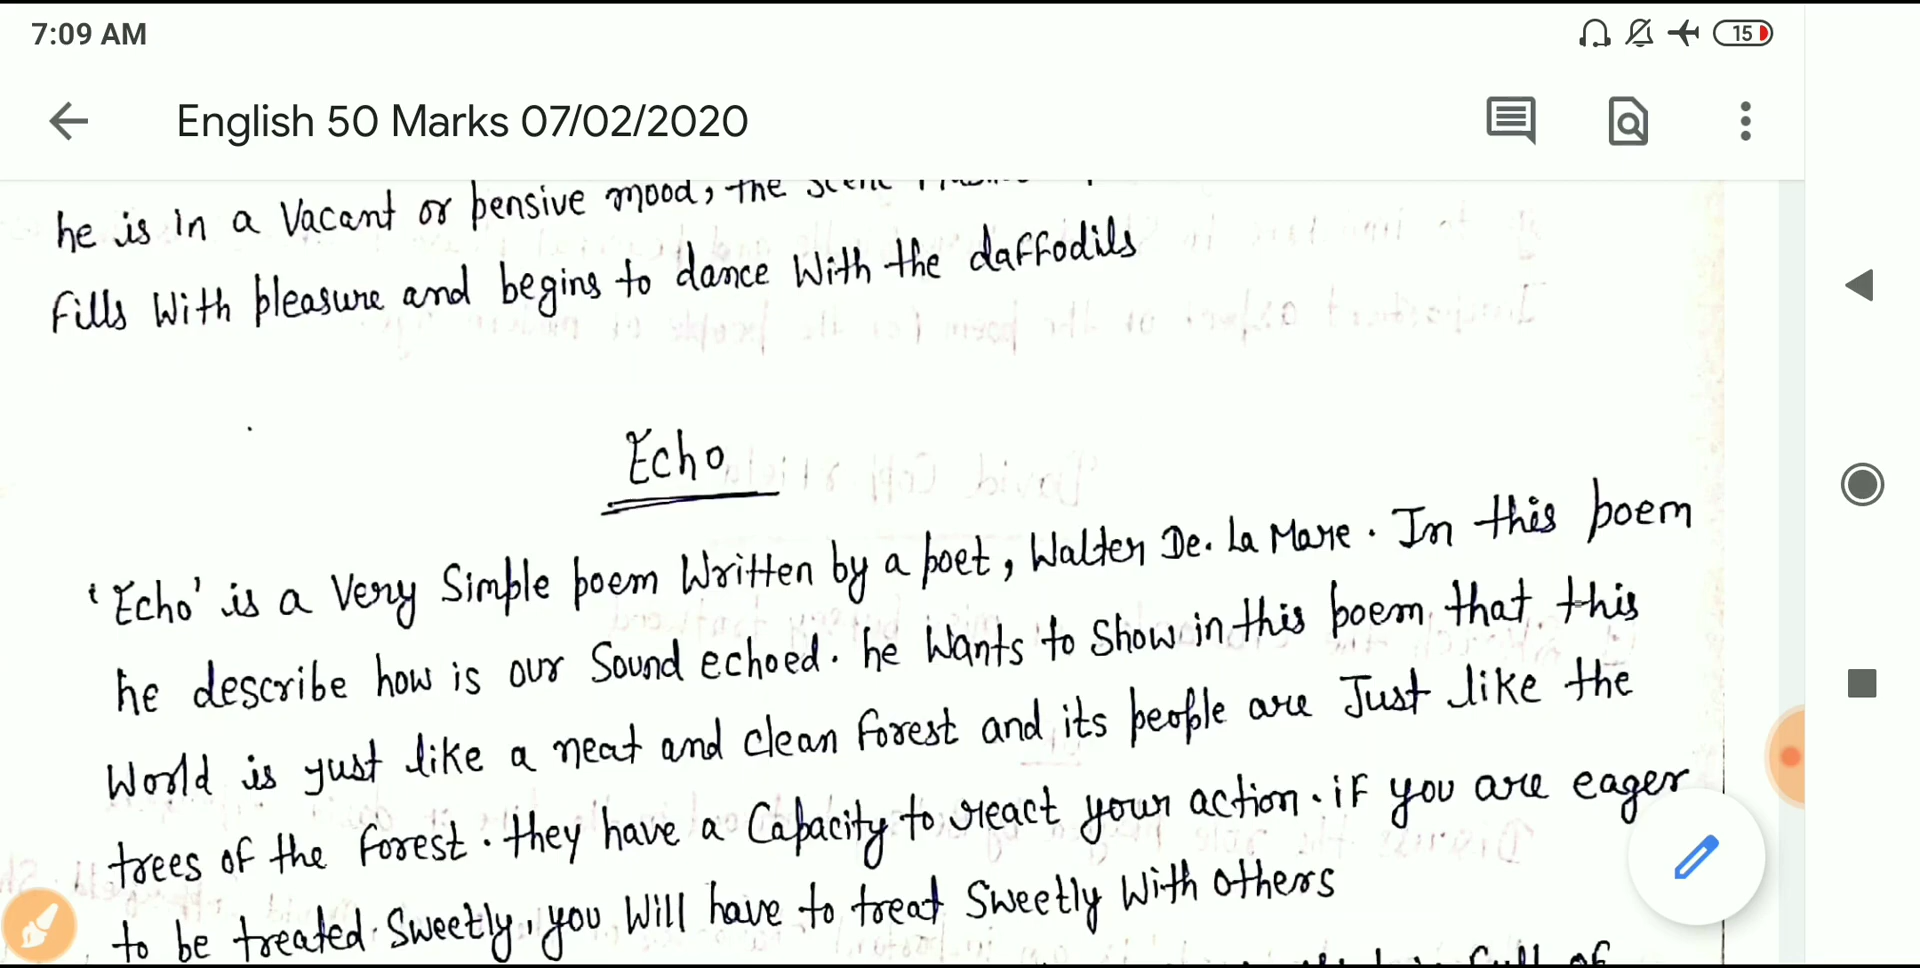 7:09 AM
15
English 50 Marks 07/02/2020
he is in a Vacant or pensive mood, the
fills With pleasure and begins to dance With the daffodils
Echo
'Echo' is a Very Simple poem Written by a poet, Walter De. La Mare. In this poem
he describe how is our Sound echoed. he Wants to Show in this poem that this
World is yust like a neat and clean forest and its people are Just like the
trees of the forest. they have a Capacity to react your action. if you are eager
to be treated Sweetly, you Will have to treat Sweetly With others
full of